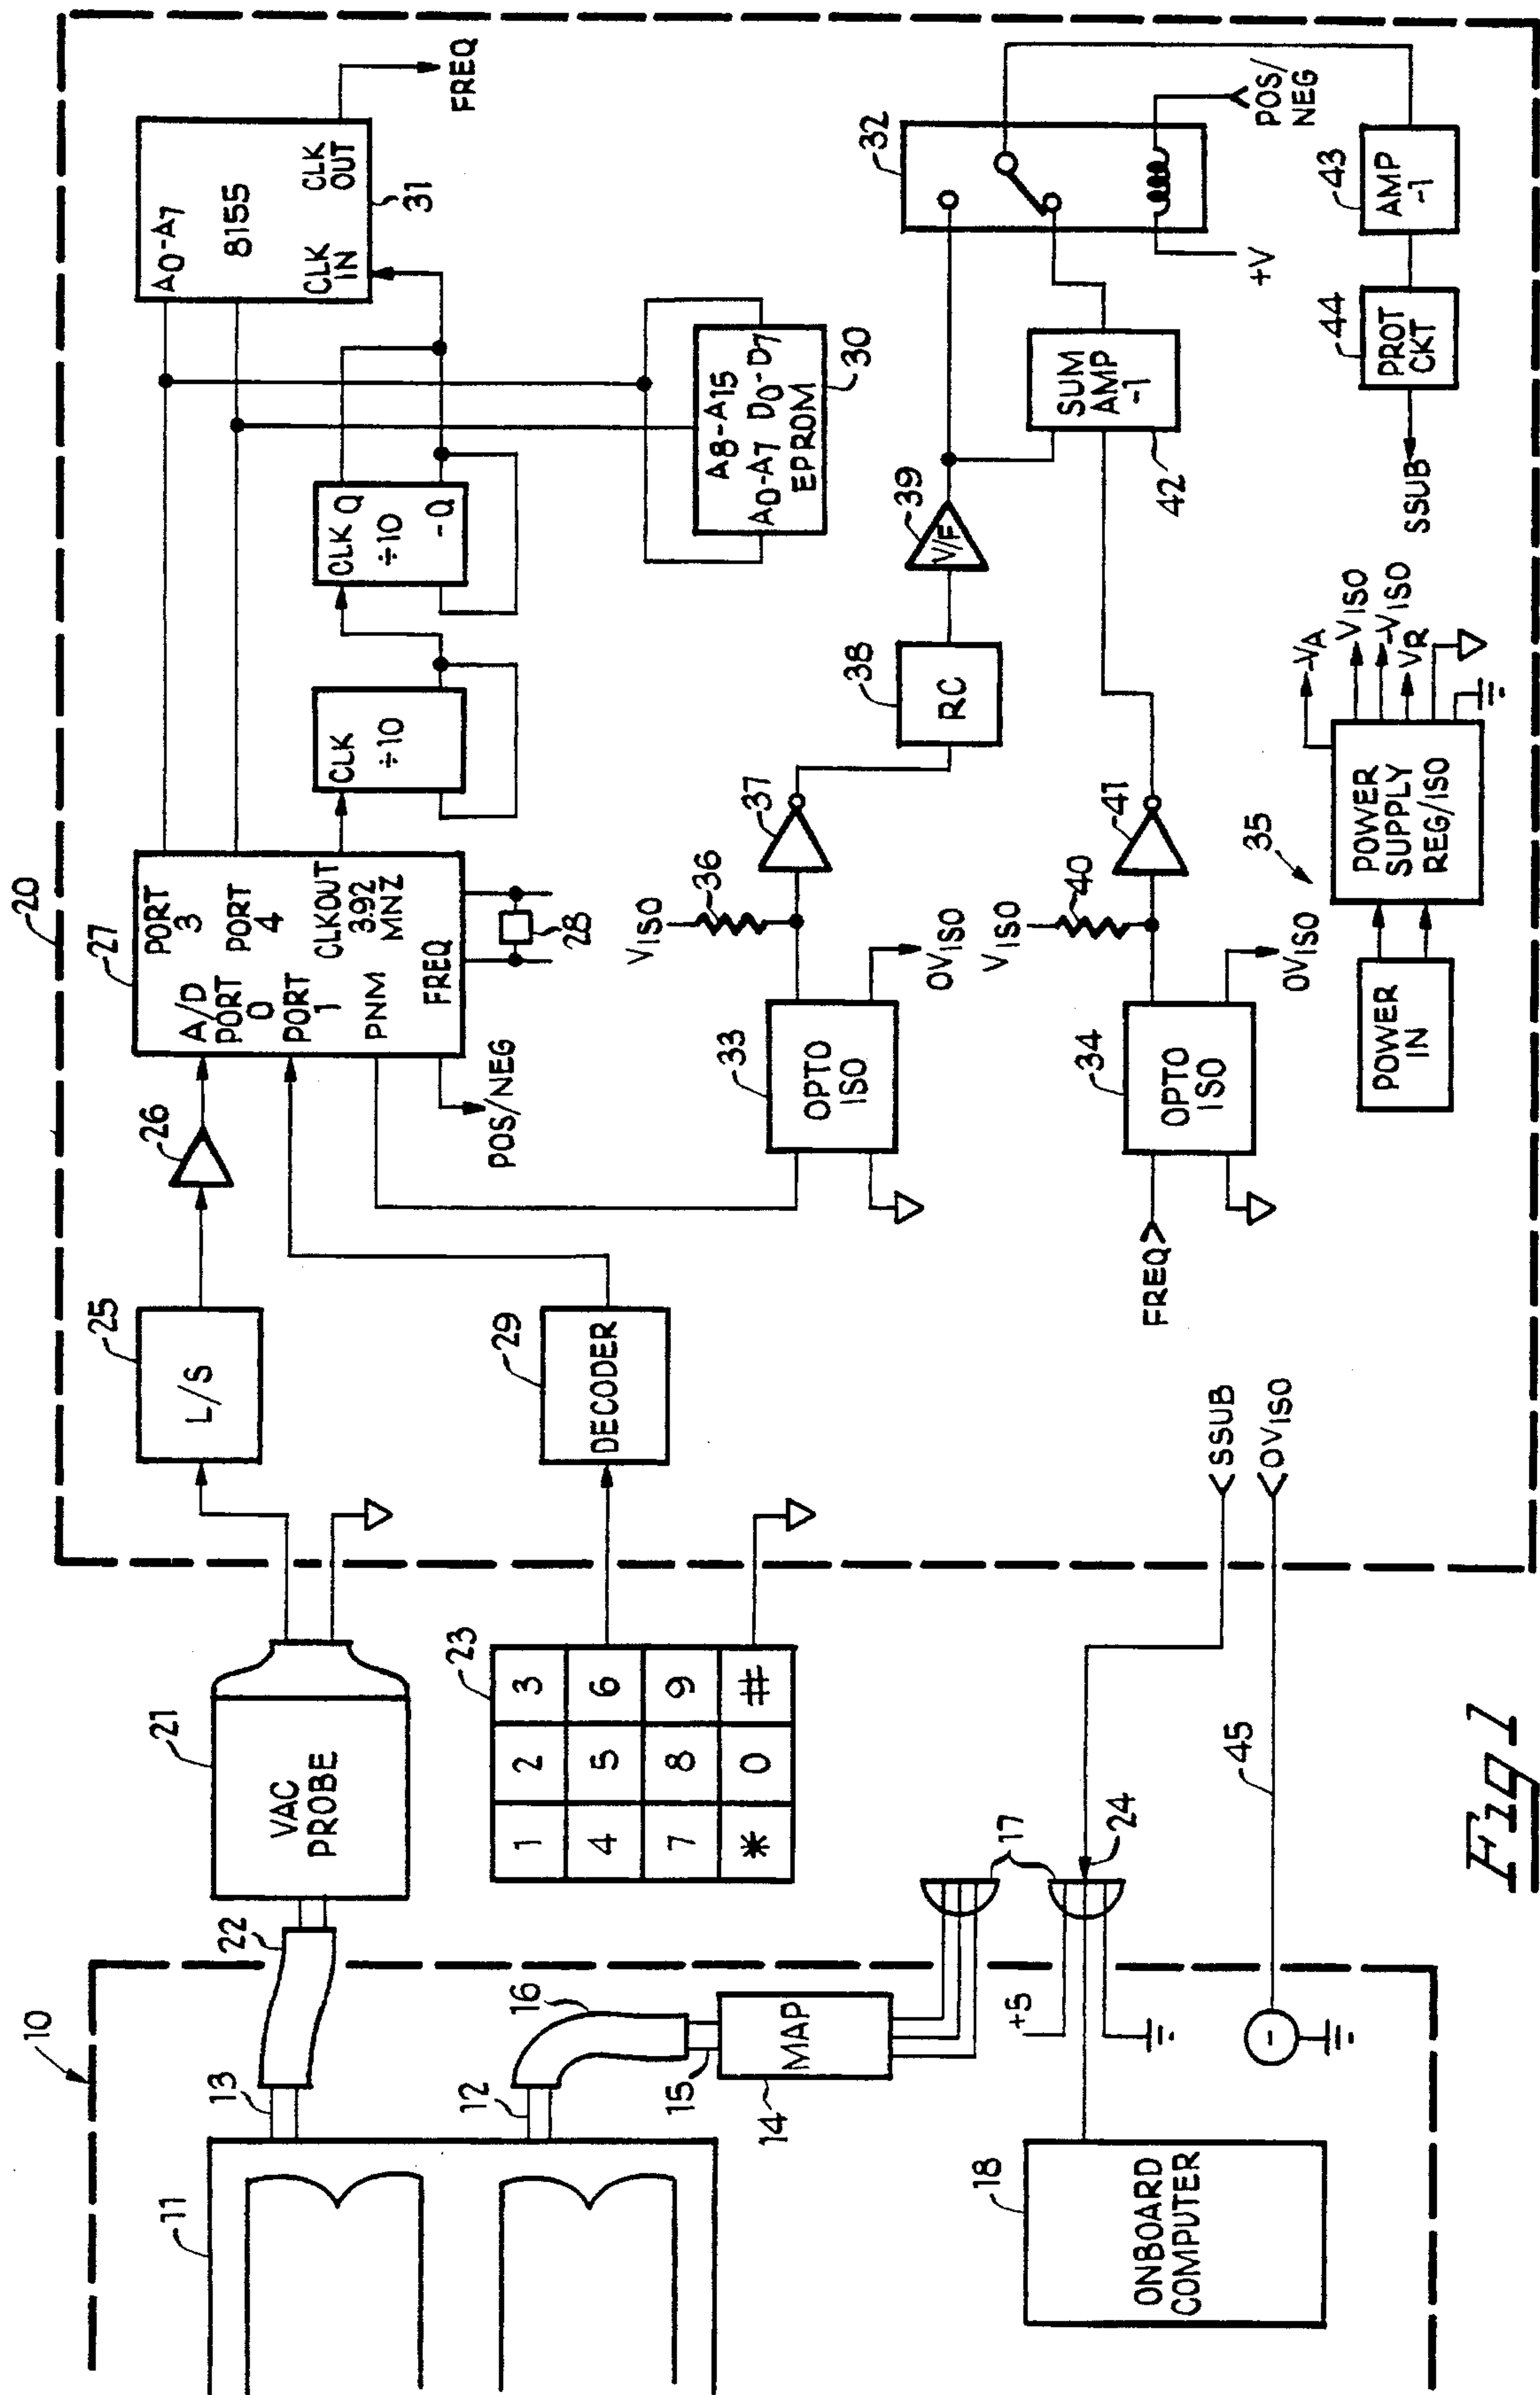 10
11
13
22
21
VAC
PROBE
12
16
15
MAP
14
17
24
+5
18
ONBOARD
COMPUTER
-
45
23
1 2 3
4 5 6
7 8 9
* 0 #
<SSUB
<OVISO
20
25
L/S
26
29
DECODER
27
A/D
PORT
0
PORT
1
PNM
FREQ
PORT
3
PORT
4
CLKOUT
3.92
MNZ
28
POS/NEG
CLK
÷10
CLK Q
÷10
-Q
A0-A7
8155
CLK
IN
CLK
OUT
31
FREQ
A8-A15
A0-A7 D0-D7
EPROM
30
33
OPTO
ISO
VISO
36
OVISO
37
38
RC
39
V/F
32
+V
POS/
NEG
FREQ>
34
OPTO
ISO
VISO
40
OVISO
41
SUM
AMP
-1
42
43
AMP
-1
44
PROT
CKT
SSUB
35
POWER
IN
POWER
SUPPLY
REG/ISO
-VA
VISO
-VISO
VR
Fig 1